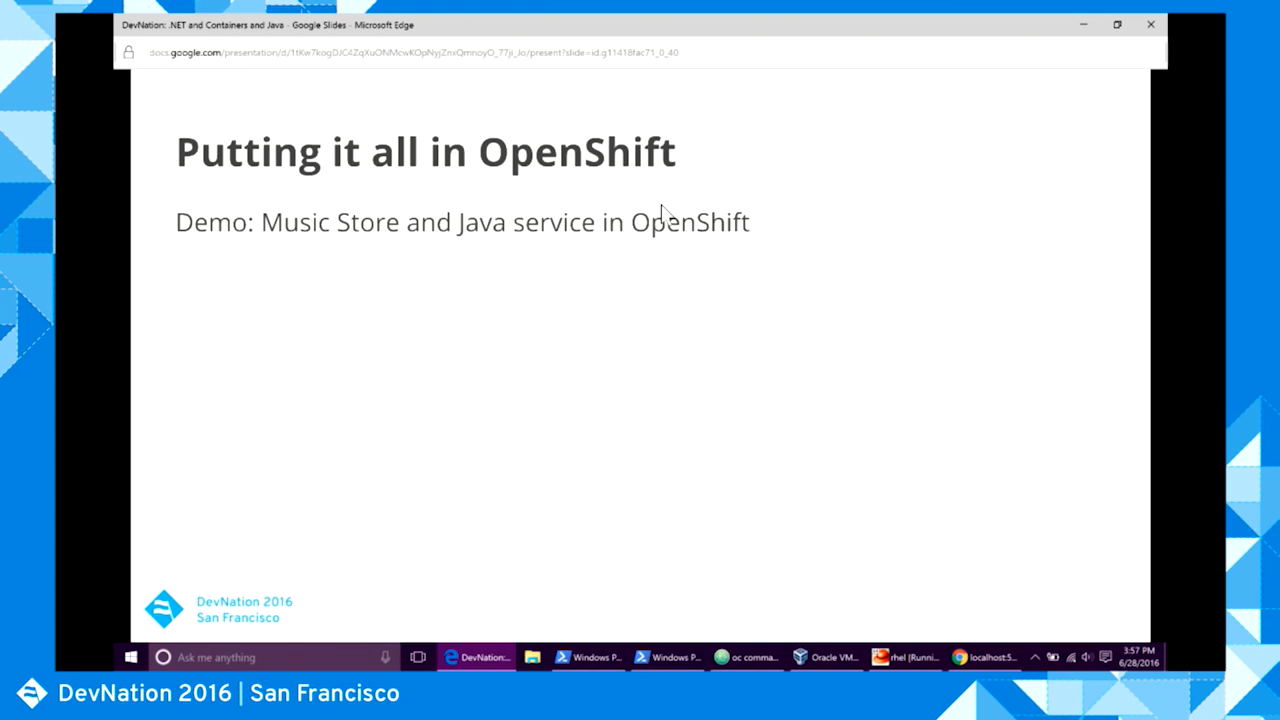 DevNation: .NET and Containers and Java - Google Slides - Microsoft Edge
Putting it all in OpenShift
Demo: Music Store and Java service in OpenShift
DevNation 2016
San Francisco
Ask me anything
DevNation:...
Windows P...
Windows P...
oc comma...
Oracle VM...
rhel [Runni...
localhost:5...
3:57 PM
6/28/2016
DevNation 2016 | San Francisco